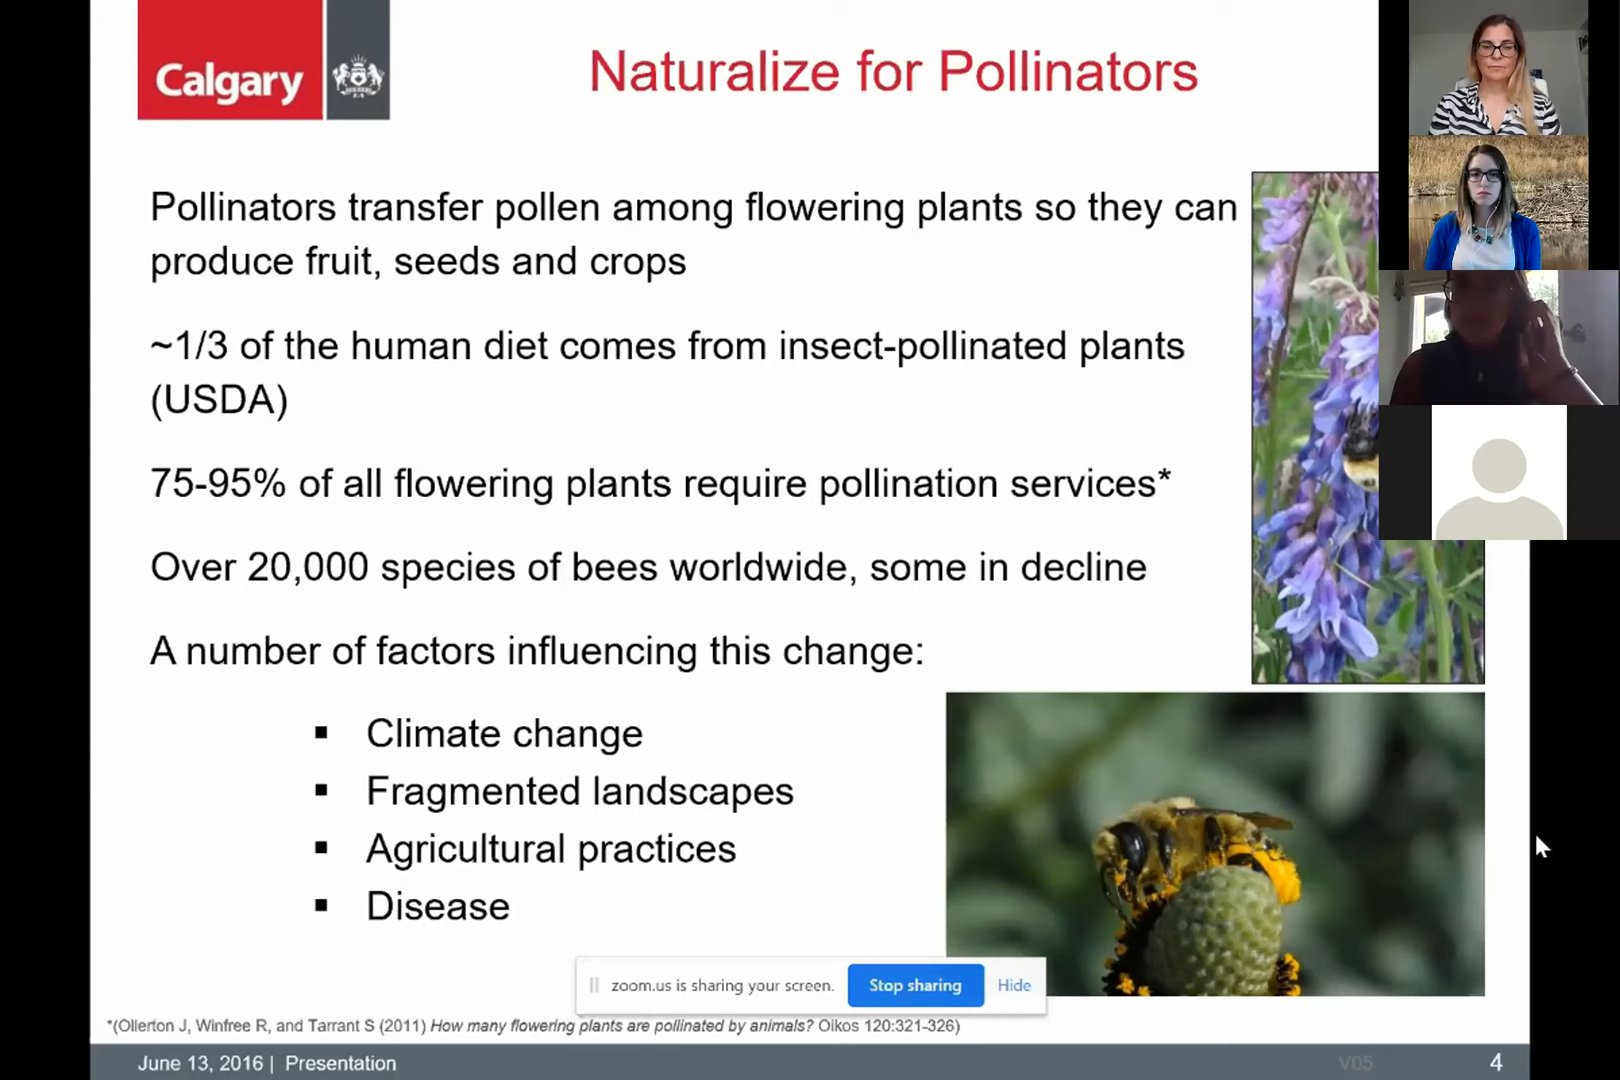 Calgary
Naturalize for Pollinators
Pollinators transfer pollen among flowering plants so they can
produce fruit, seeds and crops
~1/3 of the human diet comes from insect-pollinated plants
(USDA)
75-95% of all flowering plants require pollination services*
Over 20,000 species of bees worldwide, some in decline
A number of factors influencing this change:
▪ Climate change
▪ Fragmented landscapes
▪ Agricultural practices
▪ Disease
zoom.us is sharing your screen. Stop sharing Hide
*(Ollerton J, Winfree R, and Tarrant S (2011) How many flowering plants are pollinated by animals? Oikos 120:321-326)
June 13, 2016 | Presentation V05 4